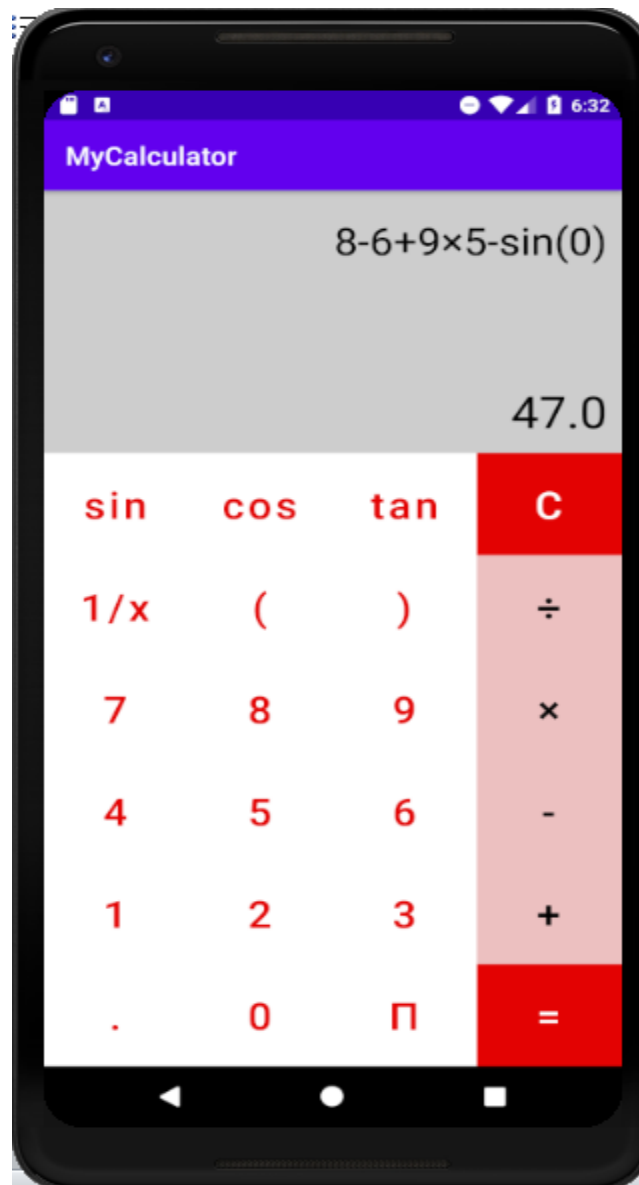 6:32
MyCalculator
8-6+9×5-sin(0)
47.0
sin cos tan C
1/x ( ) ÷
7 8 9 ×
4 5 6 -
1 2 3 +
. 0 П =